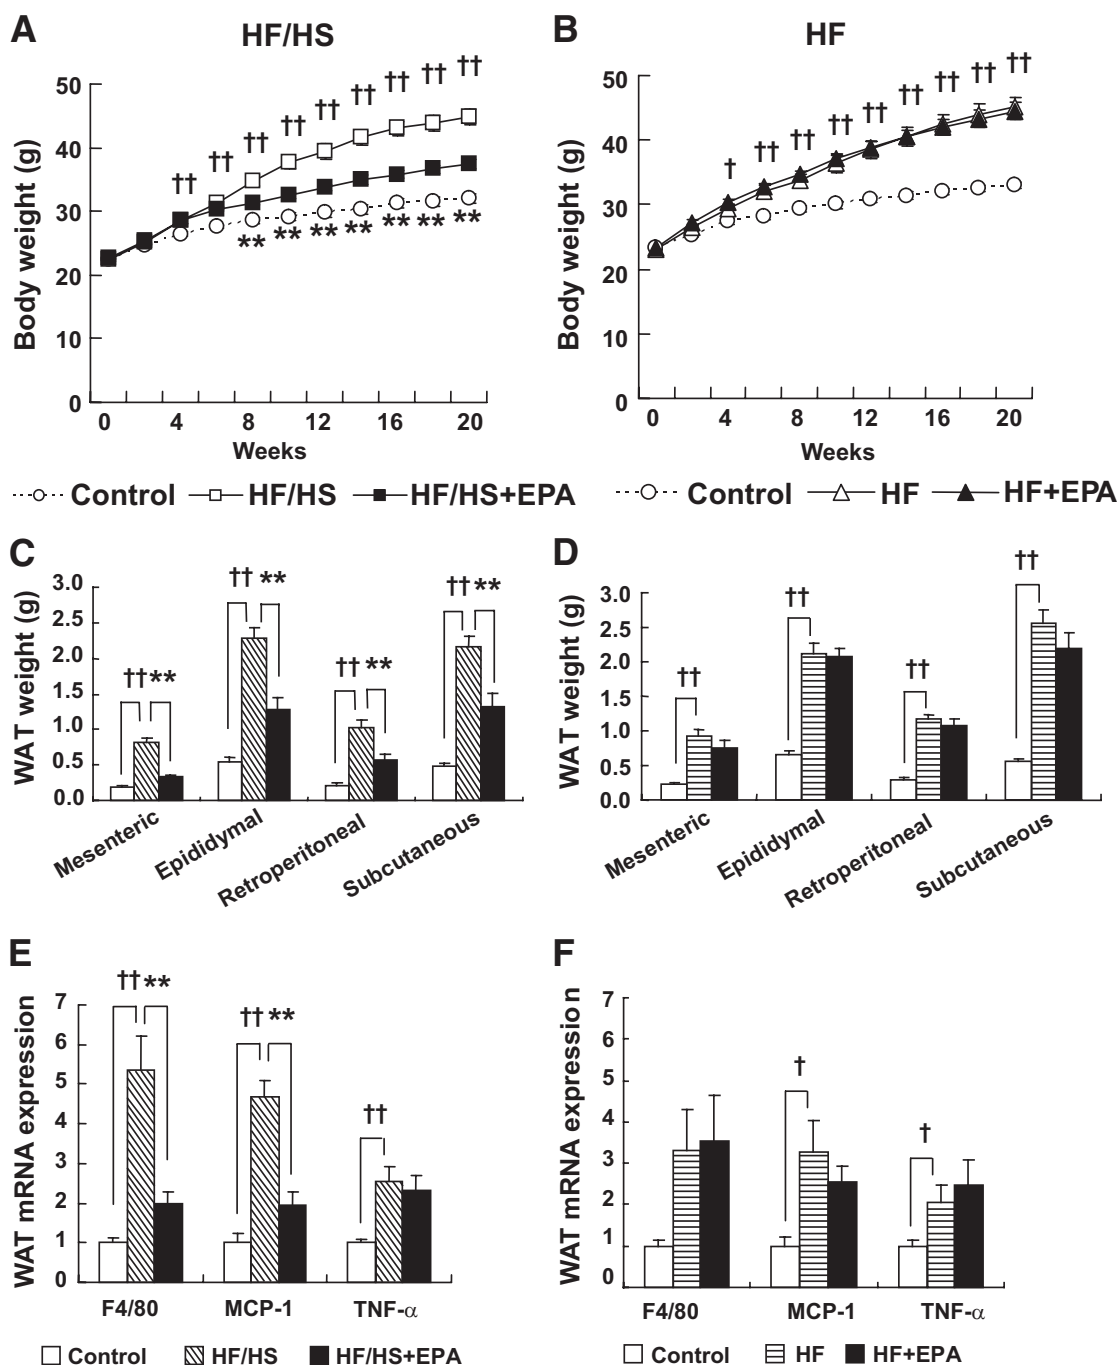 A
HF/HS
†† †† †† †† †† †† †† †† ††
Body weight (g)
50
40
30
20
10
0
** ** ** ** ** ** **
0 4 8 12 16 20
Weeks
Control HF/HS HF/HS+EPA
B
HF
† †† †† †† †† †† †† †† ††
Body weight (g)
50
40
30
20
10
0
0 4 8 12 16 20
Weeks
Control HF HF+EPA
C
WAT weight (g)
3.0
2.5
2.0
1.5
1.0
0.5
0.0
†† ** †† ** †† ** †† **
Mesenteric Epididymal Retroperitoneal Subcutaneous
D
WAT weight (g)
3.0
2.5
2.0
1.5
1.0
0.5
0.0
†† †† †† ††
Mesenteric Epididymal Retroperitoneal Subcutaneous
E
WAT mRNA expression
7
6
5
4
3
2
1
0
†† ** †† ** ††
F4/80 MCP-1 TNF-α
Control HF/HS HF/HS+EPA
F
WAT mRNA expression
7
6
5
4
3
2
1
0
† †
F4/80 MCP-1 TNF-α
Control HF HF+EPA